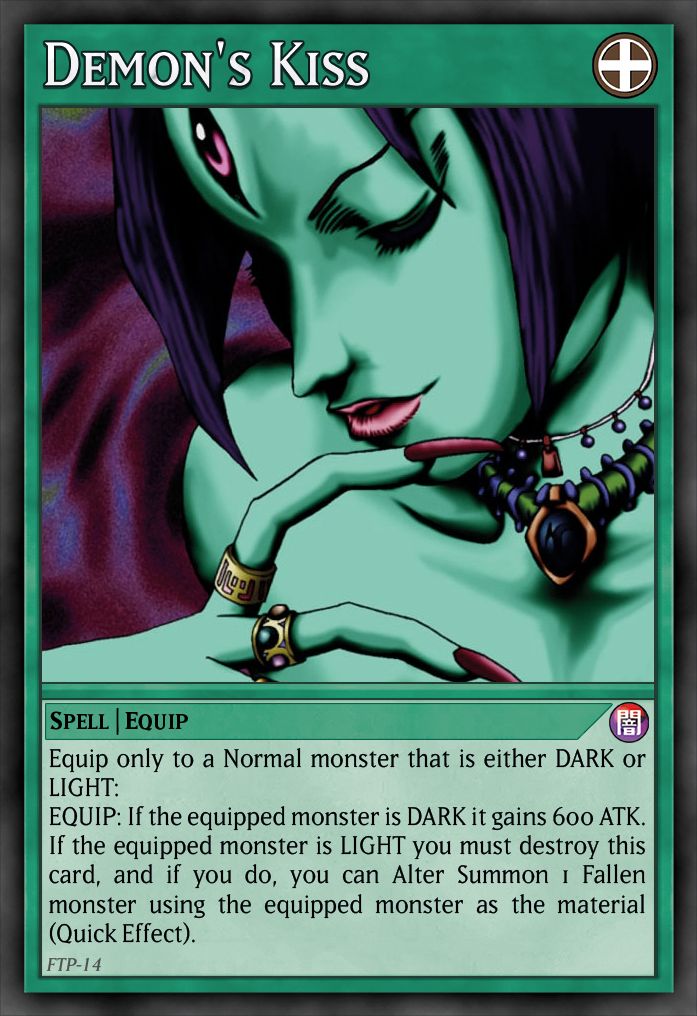 Demon's Kiss
Spell | Equip
闇
Equip only to a Normal monster that is either DARK or
LIGHT:
EQUIP: If the equipped monster is DARK it gains 600 ATK.
If the equipped monster is LIGHT you must destroy this
card, and if you do, you can Alter Summon 1 Fallen
monster using the equipped monster as the material
(Quick Effect).
FTP-14